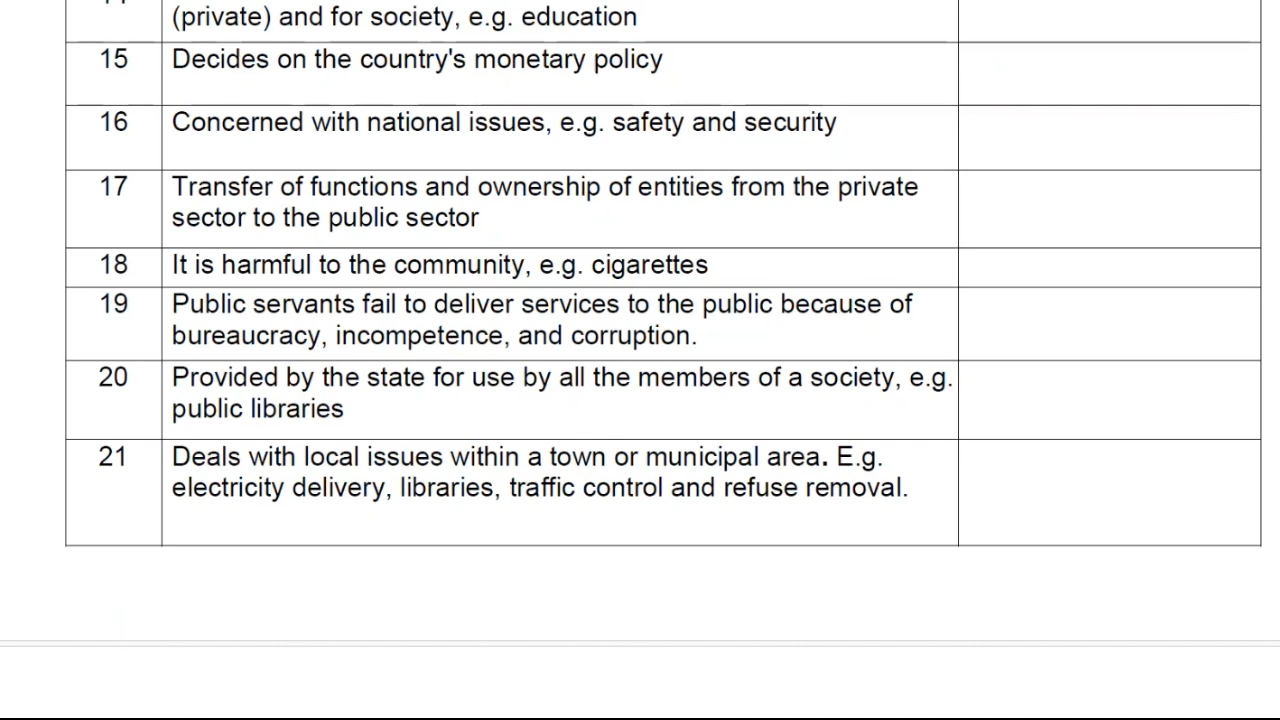 (private) and for society, e.g. education
15 Decides on the country's monetary policy
16 Concerned with national issues, e.g. safety and security
17 Transfer of functions and ownership of entities from the private
sector to the public sector
18 It is harmful to the community, e.g. cigarettes
19 Public servants fail to deliver services to the public because of
bureaucracy, incompetence, and corruption.
20 Provided by the state for use by all the members of a society, e.g.
public libraries
21 Deals with local issues within a town or municipal area. E.g.
electricity delivery, libraries, traffic control and refuse removal.